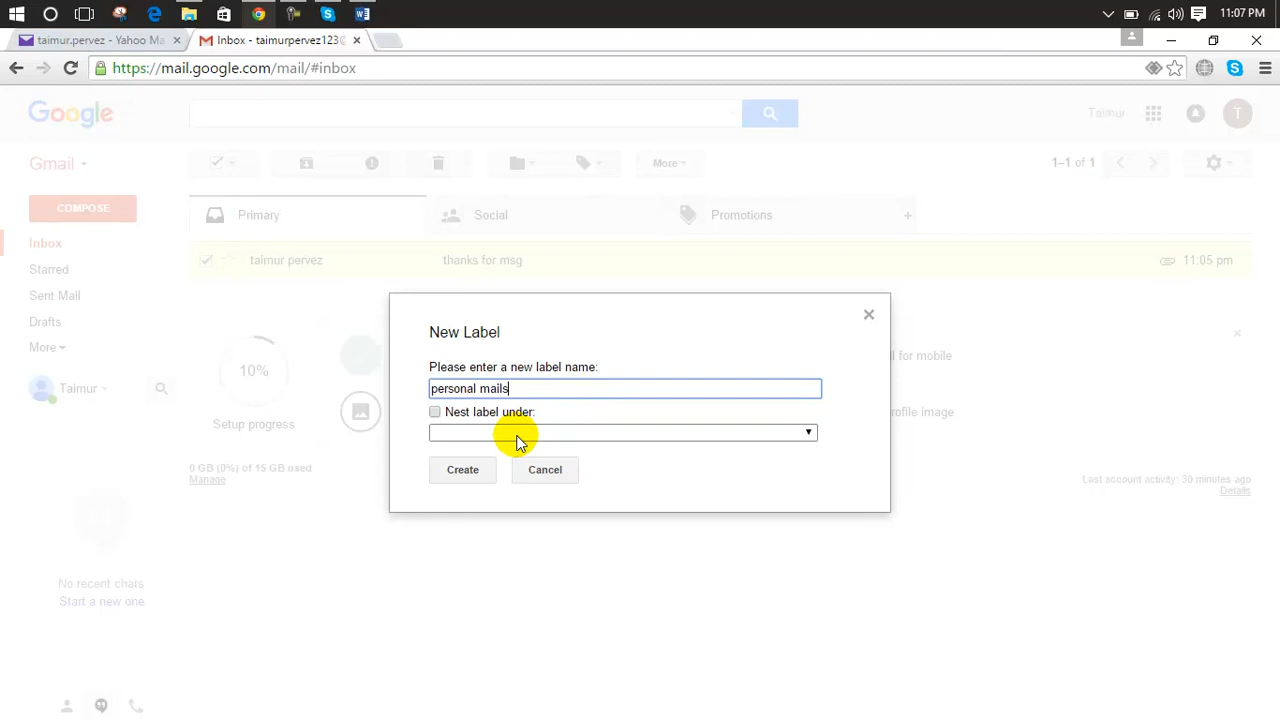 11:07 PM
taimur.pervez - Yahoo Ma
Inbox - taimurpervez123@
https://mail.google.com/mail/#inbox
Google
Taimur
T
Gmail
More
1–1 of 1
COMPOSE
Primary
Social
Promotions
+
Inbox
taimur pervez
thanks for msg
11:05 pm
Starred
Sent Mail
Drafts
More
New Label
Please enter a new label name:
personal mails
Nest label under:
Create
Cancel
l for mobile
rofile image
10%
Setup progress
Taimur
0 GB (0%) of 15 GB used
Manage
Last account activity: 30 minutes ago
Details
No recent chats
Start a new one